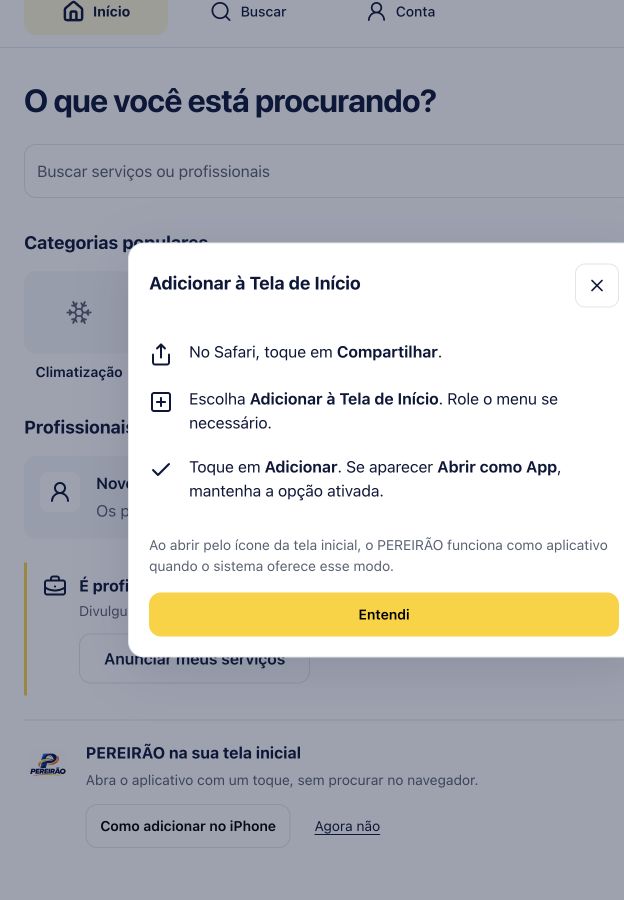 Início
Buscar
Conta
O que você está procurando?
Buscar serviços ou profissionais
Categorias populares
Adicionar à Tela de Início
No Safari, toque em Compartilhar.
Climatização
Escolha Adicionar à Tela de Início. Role o menu se
necessário.
Profissionais
Toque em Adicionar. Se aparecer Abrir como App,
mantenha a opção ativada.
Os
Ao abrir pelo ícone da tela inicial, o PEREIRÃO funciona como aplicativo
quando o sistema oferece esse modo.
É
Entendi
Anunciar meus serviços
PEREIRÃO
PEREIRÃO na sua tela inicial
Abra o aplicativo com um toque, sem procurar no navegador.
Como adicionar no iPhone
Agora não